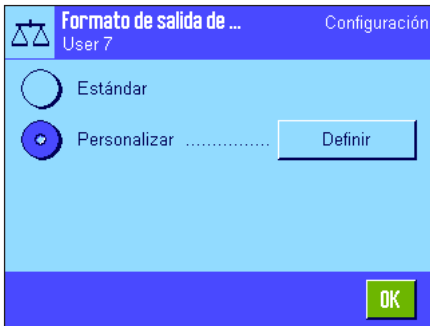 Formato de salida de ... Configuración
User 7
Estándar
Personalizar ................ Definir
OK